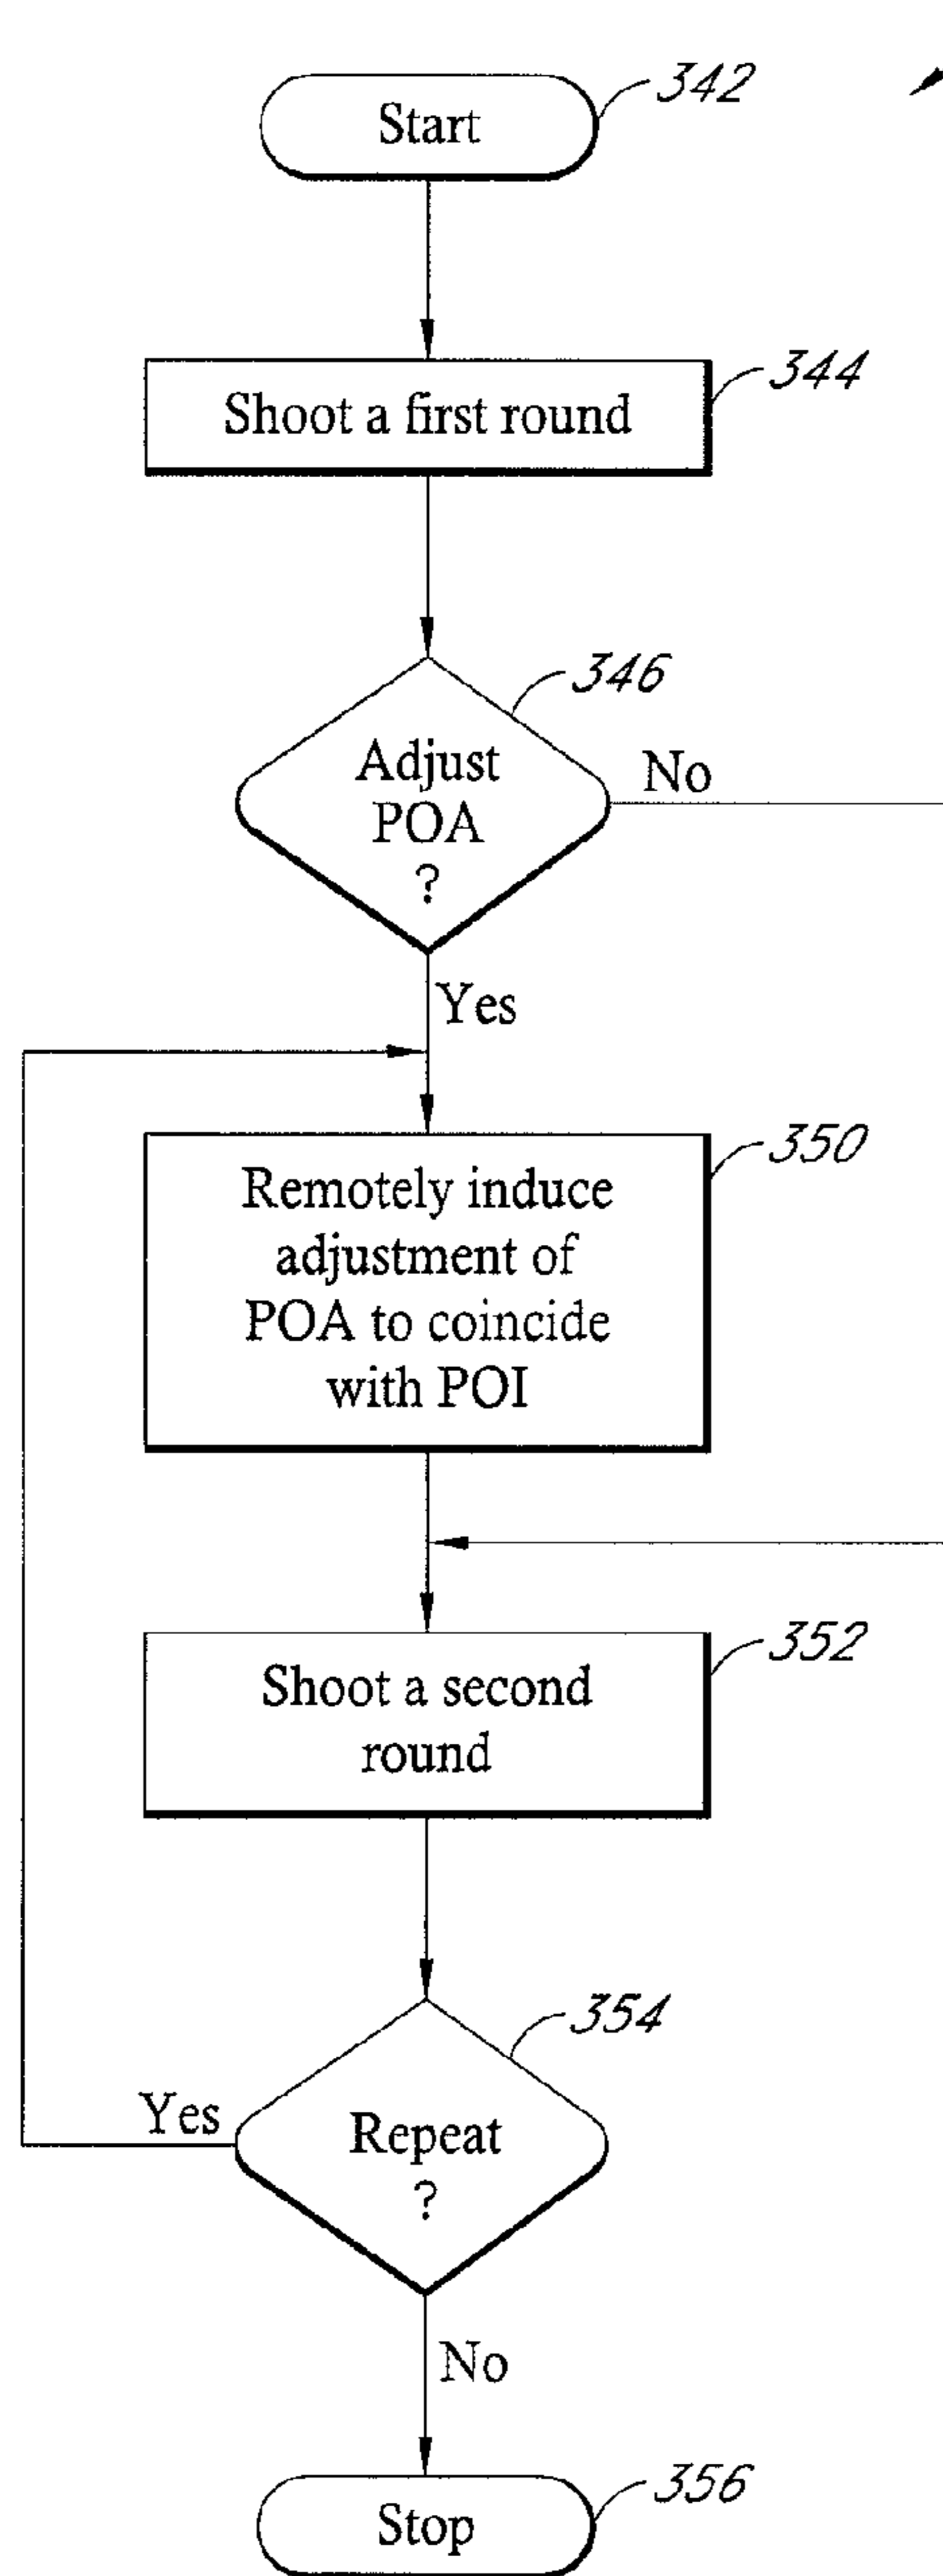 Start
342
Shoot a first round
344
346
Adjust
POA
?
No
Yes
350
Remotely induce
adjustment of
POA to coincide
with POI
352
Shoot a second
round
354
Yes
Repeat
?
No
356
Stop